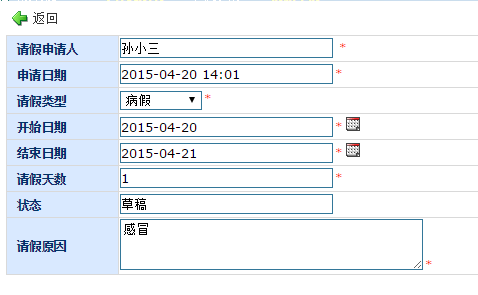 返回
请假申请人 孙小三 *
申请日期 2015-04-20 14:01 *
请假类型 病假 *
开始日期 2015-04-20 *
结束日期 2015-04-21 *
请假天数 1 *
状态 草稿
请假原因 感冒 *